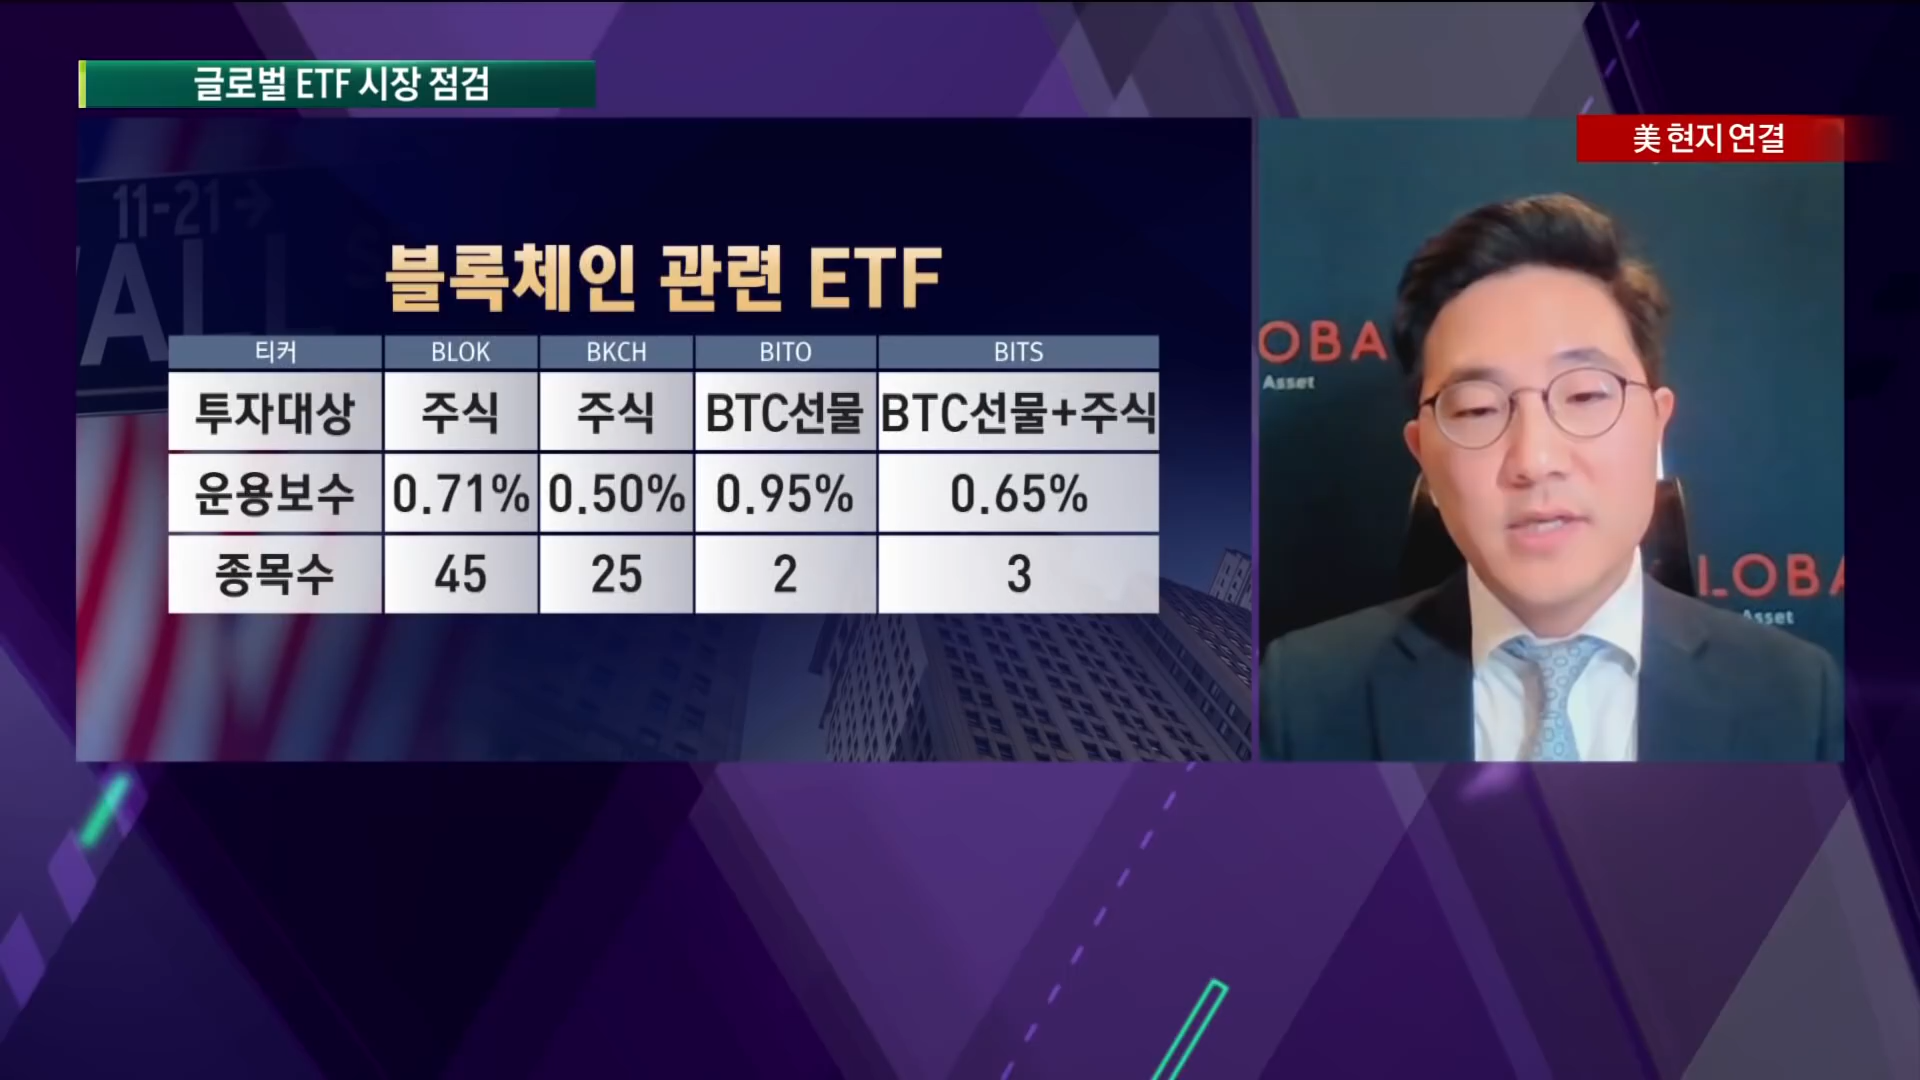 글로벌 ETF 시장 점검
美 현지 연결
11-21
ALL
블록체인 관련 ETF
티커 BLOK BKCH BITO BITS
투자대상 주식 주식 BTC선물 BTC선물+주식
운용보수 0.71% 0.50% 0.95% 0.65%
종목수 45 25 2 3
OBA
Asset
LOBA
Asset